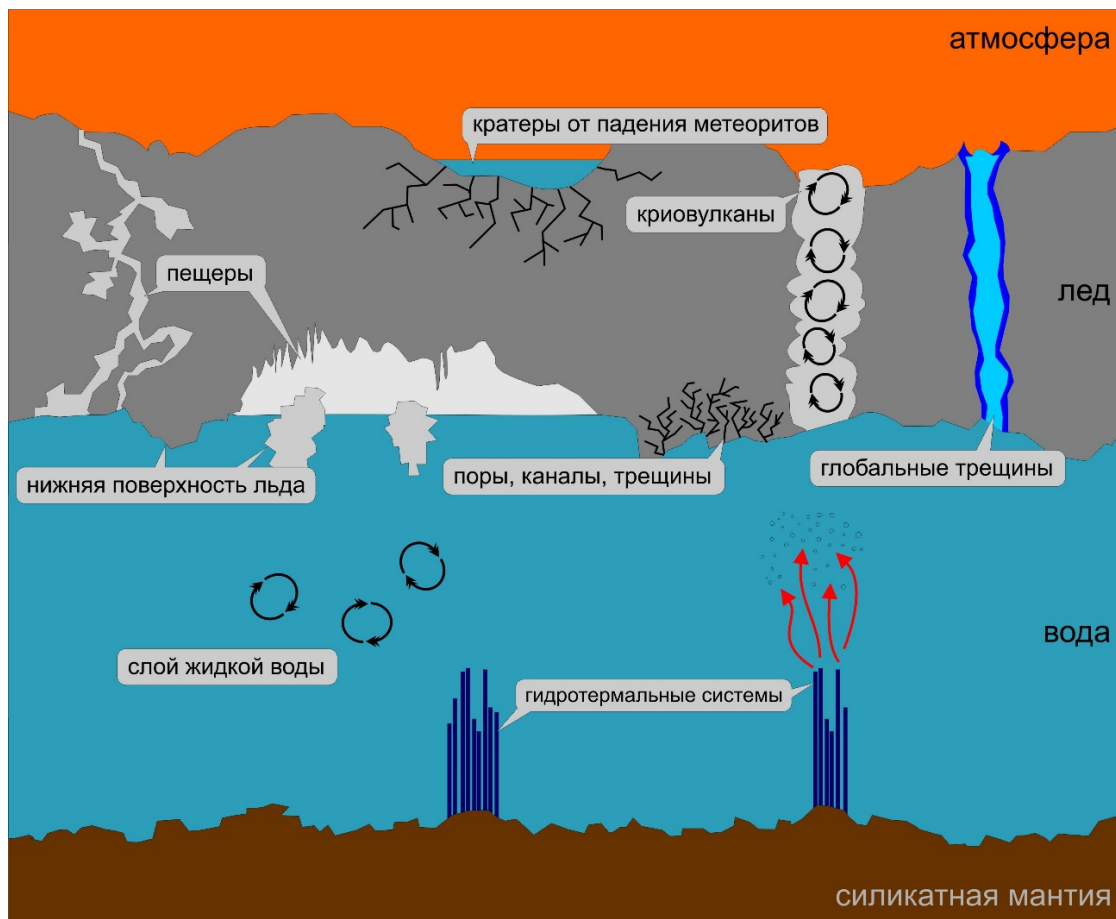 атмосфера
кратеры от падения метеоритов
криовулканы
пещеры
лед
нижняя поверхность льда
поры, каналы, трещины
глобальные трещины
вода
слой жидкой воды
гидротермальные системы
силикатная мантия